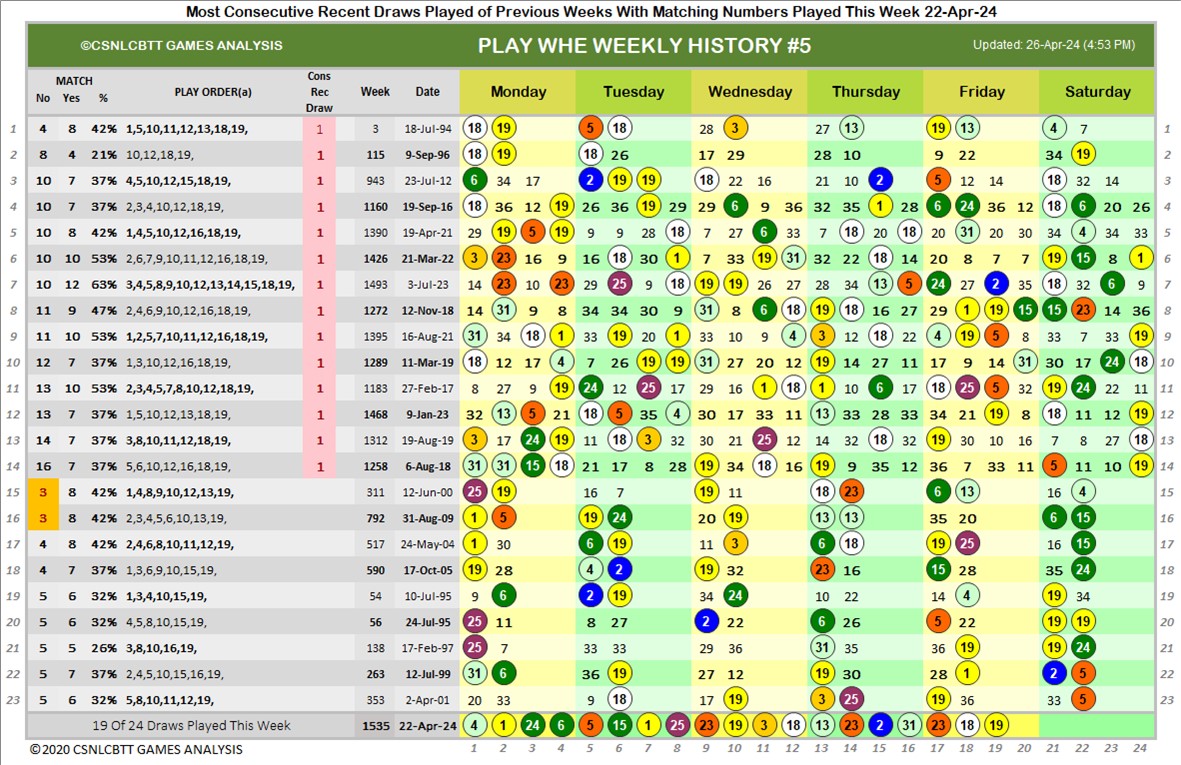 Most Consecutive Recent Draws Played of Previous Weeks With Matching Numbers Played This Week 22-Apr-24
©CSNLCBTT GAMES ANALYSIS PLAY WHE WEEKLY HISTORY #5 Updated: 26-Apr-24 (4:53 PM)
MATCH
No Yes % PLAY ORDER(a) Cons Rec Draw Week Date Monday Tuesday Wednesday Thursday Friday Saturday
1 4 8 42% 1,5,10,11,12,13,18,19, 1 3 18-Jul-94 18 19 5 18 28 3 27 13 19 13 4 7 1
2 8 4 21% 10,12,18,19, 1 115 9-Sep-96 18 19 18 26 17 29 28 10 9 22 34 19 2
3 10 7 37% 4,5,10,12,15,18,19, 1 943 23-Jul-12 6 34 17 2 19 19 18 22 16 21 10 2 5 12 14 18 32 14 3
4 10 7 37% 2,3,4,10,11,18,19, 1 1160 19-Sep-16 18 36 12 19 26 36 19 29 29 6 9 36 32 35 1 28 6 24 36 12 18 6 20 26 4
5 10 8 42% 1,4,5,10,12,16,18,19, 1 1390 19-Apr-21 29 19 5 19 9 9 28 18 7 27 6 33 7 18 20 18 20 31 20 30 34 4 34 33 5
6 10 10 53% 2,6,7,9,10,11,12,16,18,19, 1 1426 21-Mar-22 3 23 16 9 16 18 30 1 7 33 19 31 32 22 18 14 20 8 7 7 19 15 8 1 6
7 10 12 63% 3,4,5,8,9,10,12,13,14,15,18,19, 1 1493 3-Jul-23 14 23 10 23 29 25 9 18 19 19 26 27 28 34 13 5 24 27 2 35 18 32 6 9 7
8 11 9 47% 2,4,6,9,10,12,16,18,19, 1 1272 12-Nov-18 14 31 9 8 34 34 30 9 31 8 6 18 19 18 16 27 29 1 19 15 15 23 14 36 8
9 11 10 53% 1,2,5,7,10,11,12,16,18,19, 1 1395 16-Aug-21 31 34 18 1 35 19 20 1 33 10 9 4 3 12 18 22 4 19 5 8 33 7 33 19 9
10 12 7 37% 1,3,10,12,16,18,19, 1 1289 11-Mar-19 18 12 17 4 7 26 19 19 31 27 20 12 19 14 27 11 17 9 14 31 30 17 24 18 10
11 13 10 53% 2,3,4,5,7,8,10,12,18,19, 1 1183 27-Feb-17 8 27 9 19 24 12 25 17 29 16 1 18 1 10 6 17 18 25 5 32 19 24 22 11 11
12 13 7 37% 1,5,10,12,13,18,19, 1 1468 9-Jan-23 32 13 5 21 18 5 35 4 30 17 33 11 13 33 28 33 34 21 19 8 18 11 12 19 12
13 14 7 37% 3,8,10,11,12,18,19, 1 1312 19-Aug-19 3 17 24 19 11 18 3 32 30 21 25 12 14 32 18 32 19 30 10 16 7 8 27 18 13
14 16 7 37% 5,6,10,12,16,18,19, 1 1258 6-Aug-18 31 31 15 18 21 17 8 28 19 34 18 16 19 9 35 12 36 7 33 11 5 11 10 19 14
15 3 8 42% 1,4,8,9,10,12,13,19, 311 12-Jun-00 25 19 16 7 19 11 18 23 6 13 16 4 15
16 3 8 42% 2,3,4,5,6,10,13,19, 792 31-Aug-09 1 5 19 24 20 19 13 13 35 20 6 15 16
17 4 8 42% 2,4,6,8,10,11,12,19, 517 24-May-04 1 30 6 19 11 3 6 18 19 25 16 15 17
18 4 7 37% 1,3,6,9,10,15,19, 590 17-Oct-05 19 28 4 2 19 32 23 16 15 28 35 24 18
19 5 6 32% 1,3,4,10,15,19, 54 10-Jul-95 9 6 2 19 34 24 10 22 14 4 19 34 19
20 5 6 32% 4,5,8,10,15,19, 56 24-Jul-95 25 11 8 27 2 22 6 26 5 22 19 19 20
21 5 5 26% 3,8,10,16,19, 138 17-Feb-97 25 7 33 33 29 36 31 35 36 19 19 24 21
22 5 7 37% 2,4,5,10,15,16,19, 263 12-Jul-99 31 6 36 19 27 12 19 30 28 1 2 5 22
23 5 6 32% 5,8,10,11,12,19, 353 2-Apr-01 20 33 9 18 17 19 3 25 19 36 33 5 23
19 Of 24 Draws Played This Week 1535 22-Apr-24 4 1 24 6 5 15 1 25 23 19 3 18 13 23 2 31 23 18 19
© 2020 CSNLCBTT GAMES ANALYSIS 1 2 3 4 5 6 7 8 9 10 11 12 13 14 15 16 17 18 19 20 21 22 23 24